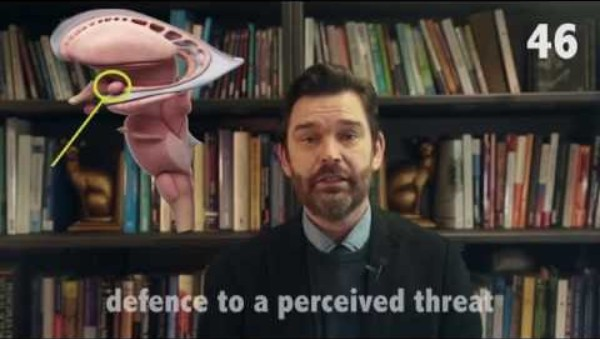 46
defence to a perceived threat